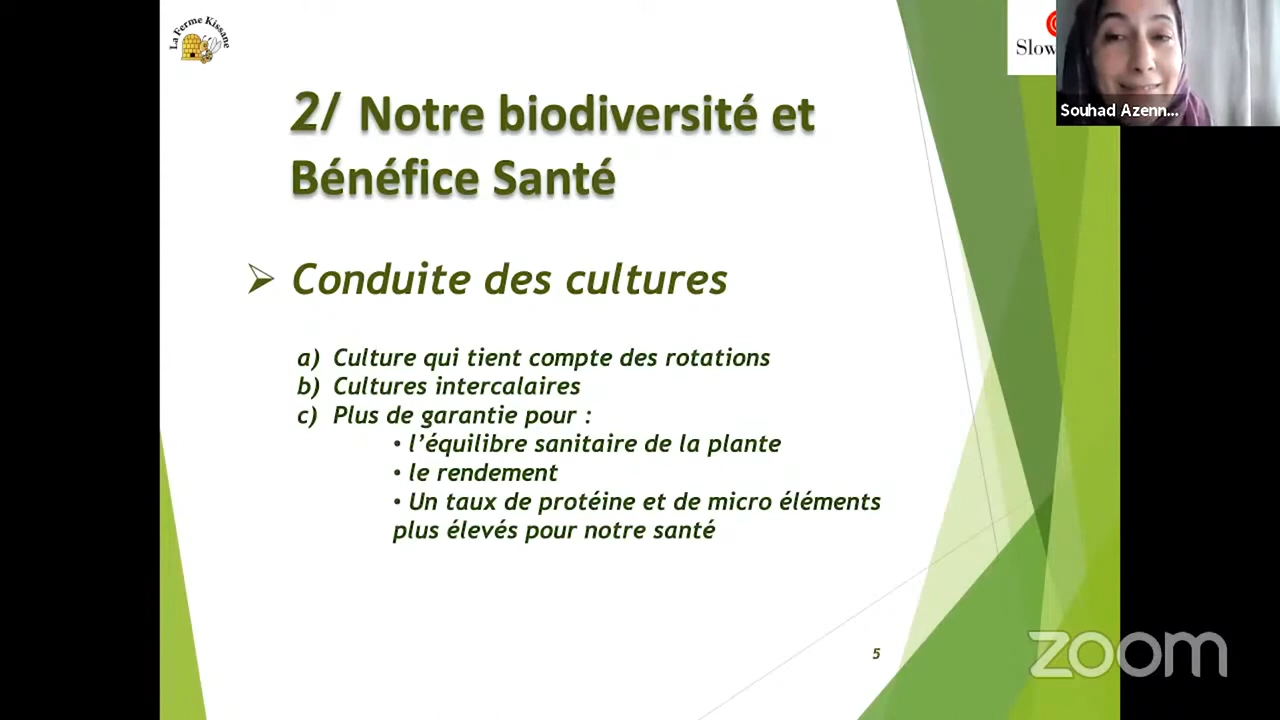 La Ferme Kissane
Slow
Souhad Azenn...
2/ Notre biodiversité et
Bénéfice Santé
➢ Conduite des cultures
a) Culture qui tient compte des rotations
b) Cultures intercalaires
c) Plus de garantie pour :
• l’équilibre sanitaire de la plante
• le rendement
• Un taux de protéine et de micro éléments
plus élevés pour notre santé
5
zoom